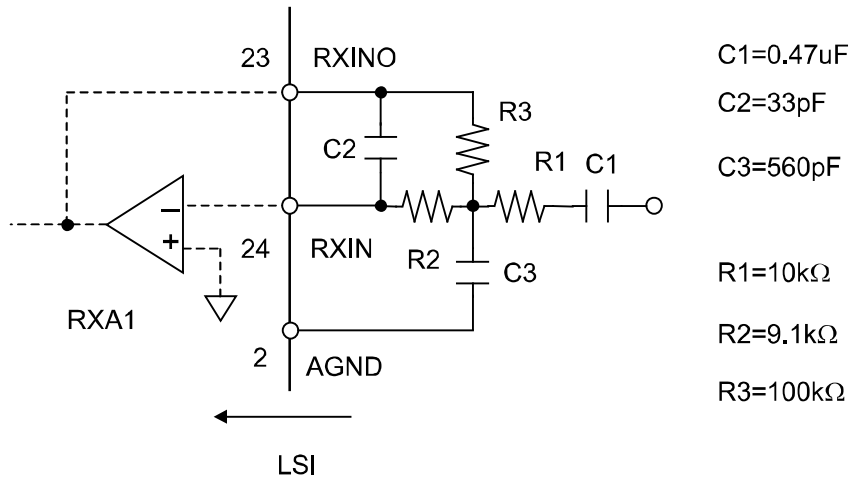 23 RXINO
C1=0.47uF
C2=33pF
R3
C2
R1 C1
C3=560pF
−
+
24 RXIN
R2
C3
R1=10kΩ
RXA1
R2=9.1kΩ
2 AGND
R3=100kΩ
LSI